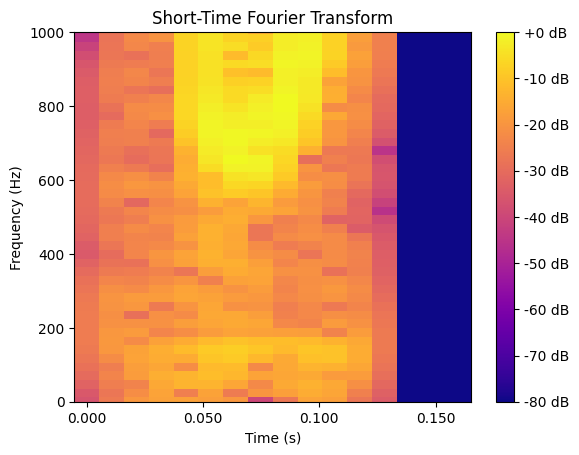 Short-Time Fourier Transform
1000
800
600
400
200
0
Frequency (Hz)
0.000
0.050
0.100
0.150
Time (s)
+0 dB
-10 dB
-20 dB
-30 dB
-40 dB
-50 dB
-60 dB
-70 dB
-80 dB